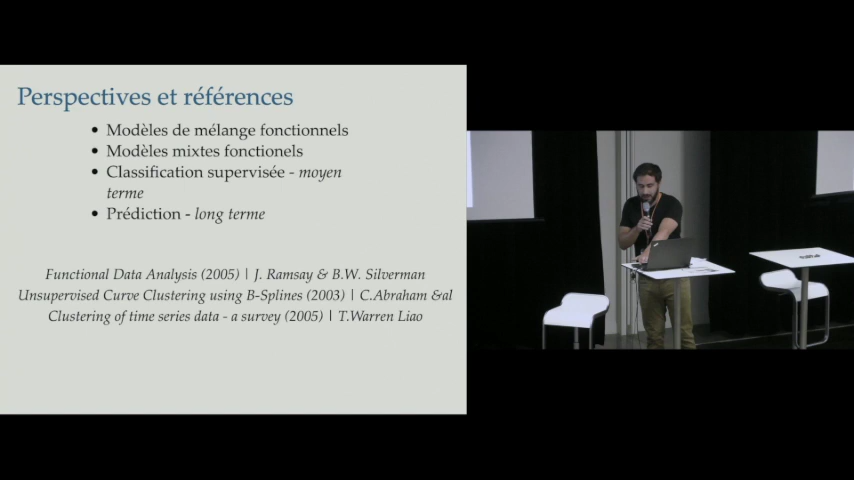 Perspectives et références
• Modèles de mélange fonctionnels
• Modèles mixtes fonctionels
• Classification supervisée - moyen
terme
• Prédiction - long terme
Functional Data Analysis (2005) | J. Ramsay & B.W. Silverman
Unsupervised Curve Clustering using B-Splines (2003) | C.Abraham &al
Clustering of time series data - a survey (2005) | T.Warren Liao